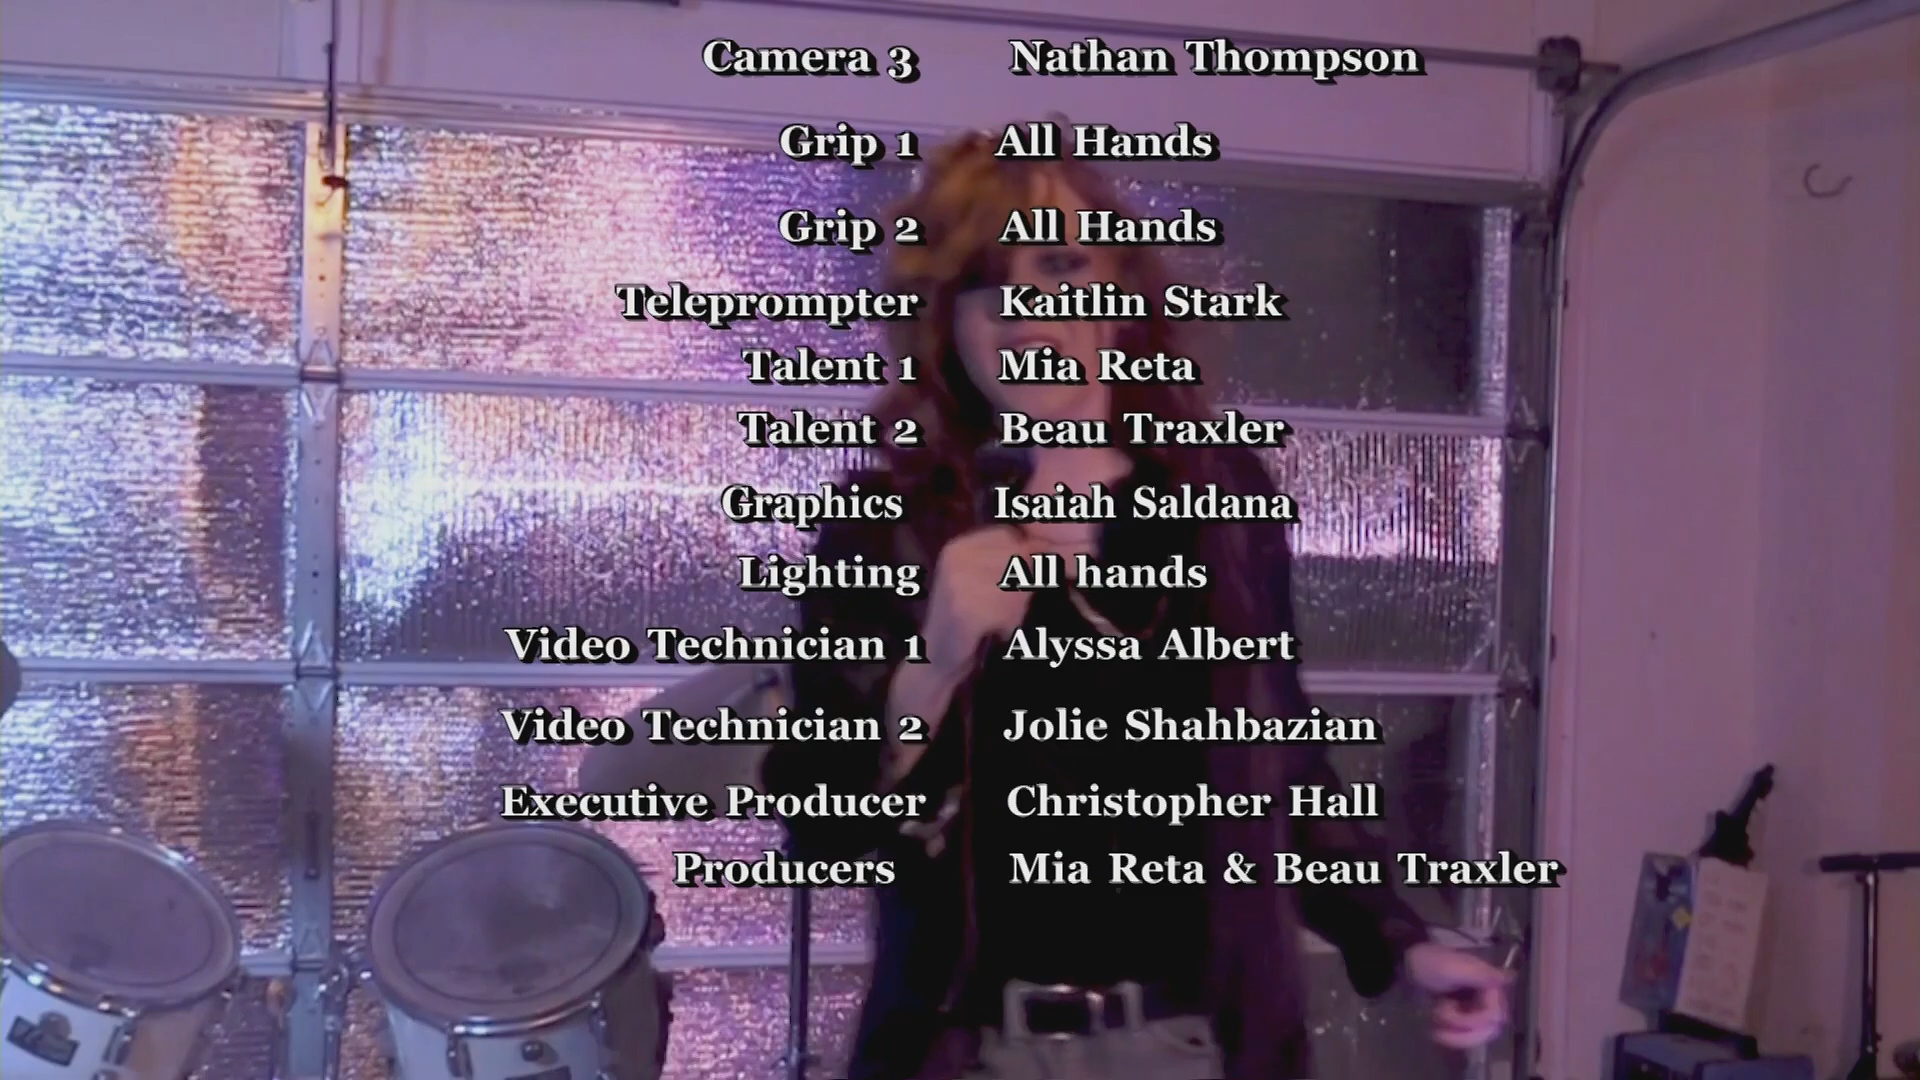 Camera 3 Nathan Thompson
Grip 1 All Hands
Grip 2 All Hands
Teleprompter Kaitlin Stark
Talent 1 Mia Reta
Talent 2 Beau Traxler
Graphics Isaiah Saldana
Lighting All hands
Video Technician 1 Alyssa Albert
Video Technician 2 Jolie Shahbazian
Executive Producer Christopher Hall
Producers Mia Reta & Beau Traxler